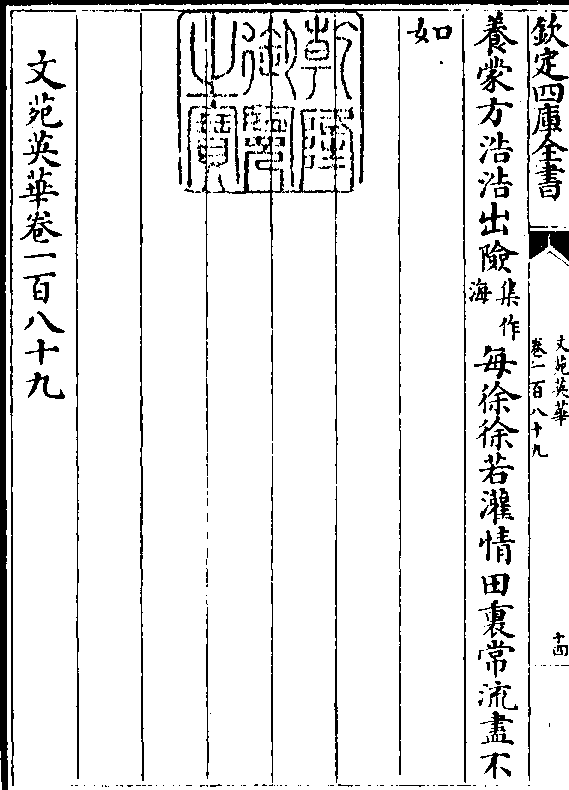 欽定四庫全書
文苑英華
卷一百八十九
十四
養蒙方浩浩出險集作海每徐徐若灌情田裏常流盡不
如
乾隆御覽之寶
文苑英華卷一百八十九